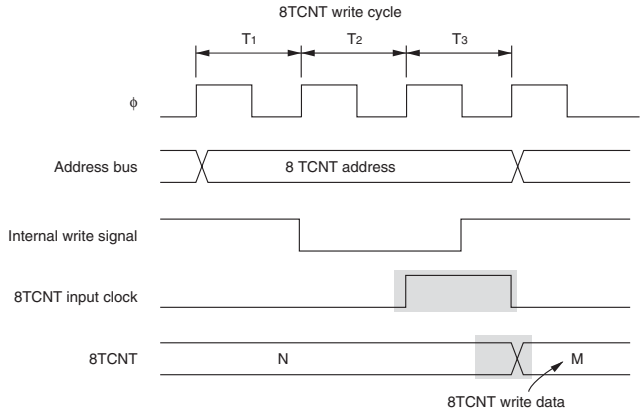 8TCNT write cycle
T1 T2 T3
φ
Address bus 8 TCNT address
Internal write signal
8TCNT input clock
8TCNT N M
8TCNT write data